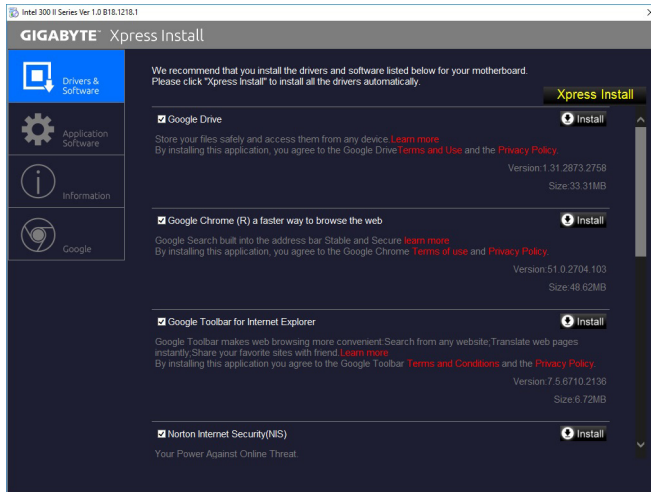 Intel 300 II Series Ver 1.0 B18.1218.1
GIGABYTE™ Xpress Install
Drivers &
Software
Application
Software
Information
Google
We recommend that you install the drivers and software listed below for your motherboard.
Please click "Xpress Install" to install all the drivers automatically.
Xpress Install
Google Drive
Install
Store your files safely and access them from any device.Learn more
By installing this application, you agree to the Google DriveTerms and Use and the Privacy Policy.
Version:1.31.2873.2758
Size:33.31MB
Google Chrome (R) a faster way to browse the web
Install
Google Search built into the address bar Stable and Secure learn more
By installing this application, you agree to the Google Chrome Terms of use and Privacy Policy.
Version:51.0.2704.103
Size:48.62MB
Google Toolbar for Internet Explorer
Install
Google Toolbar makes web browsing more convenient:Search from any website;Translate web pages
instantly;Share your favorite sites with friend.Learn more
By installing this application you agree to the Google Toolbar Terms and Conditions and the Privacy Policy.
Version:7.5.6710.2136
Size:6.72MB
Norton Internet Security(NIS)
Install
Your Power Against Online Threat.